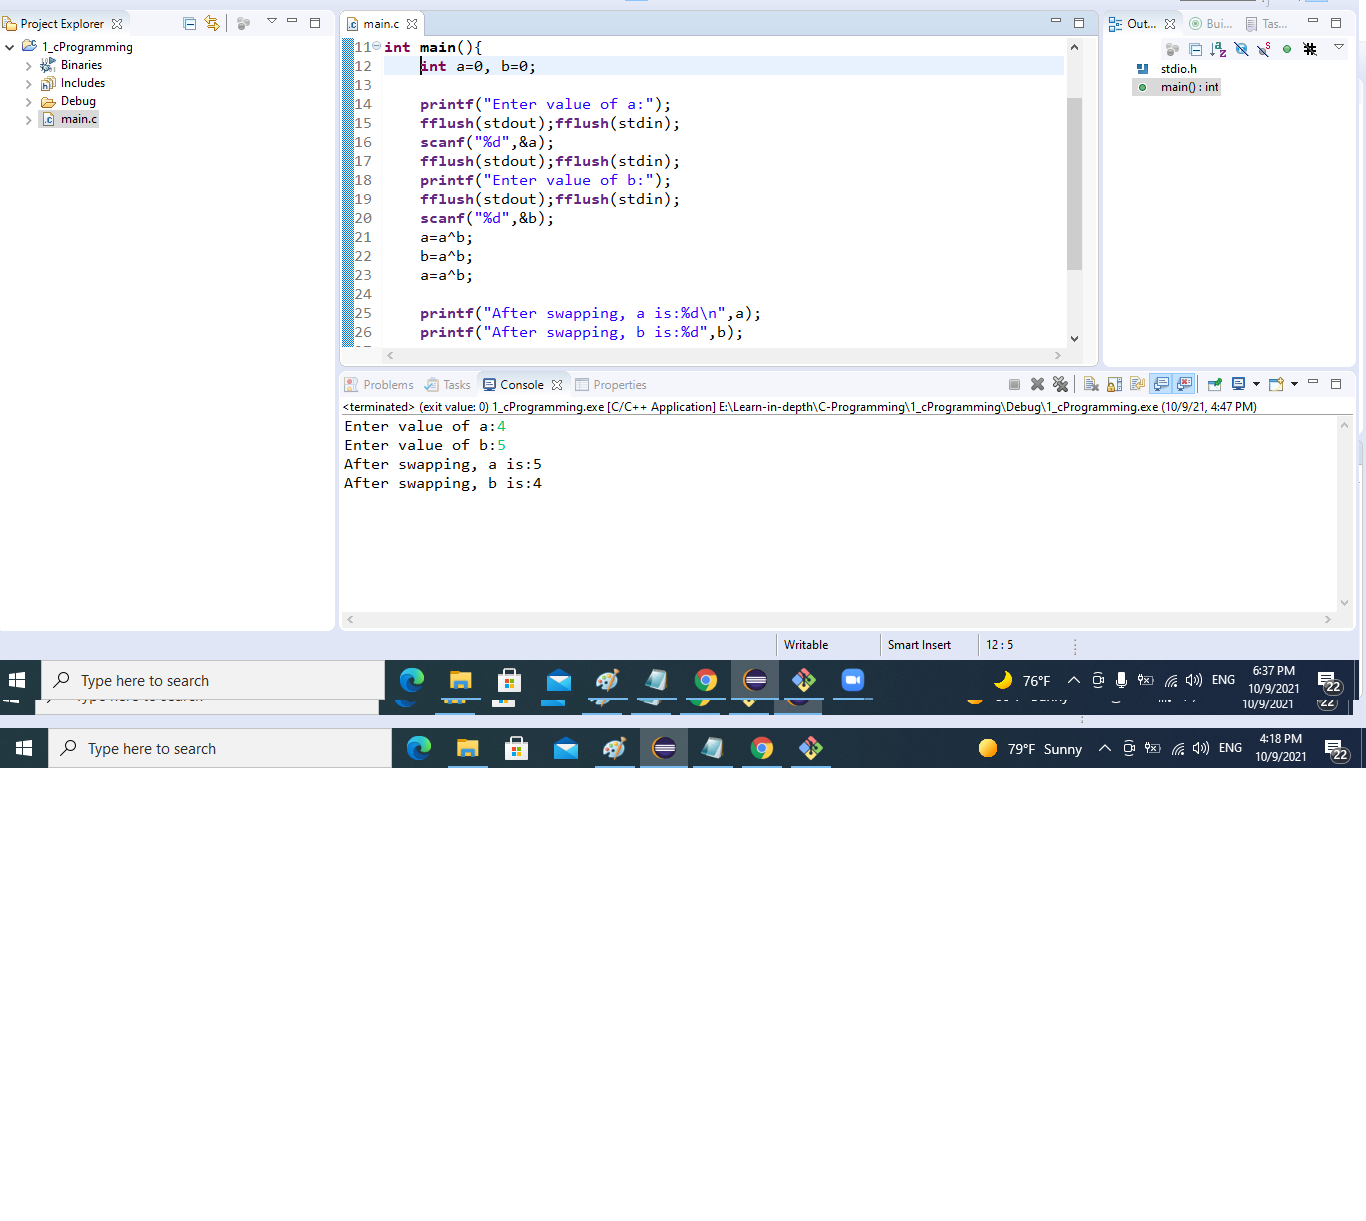 Project Explorer
1_cProgramming
Binaries
Includes
Debug
main.c
main.c
11 int main(){
12     int a=0, b=0;
13
14     printf("Enter value of a:");
15     fflush(stdout);fflush(stdin);
16     scanf("%d",&a);
17     fflush(stdout);fflush(stdin);
18     printf("Enter value of b:");
19     fflush(stdout);fflush(stdin);
20     scanf("%d",&b);
21     a=a^b;
22     b=a^b;
23     a=a^b;
24
25     printf("After swapping, a is:%d\n",a);
26     printf("After swapping, b is:%d",b);
Out... Bui... Tas...
stdio.h
main() : int
Problems Tasks Console Properties
<terminated> (exit value: 0) 1_cProgramming.exe [C/C++ Application] E:\Learn-in-depth\C-Programming\1_cProgramming\Debug\1_cProgramming.exe (10/9/21, 4:47 PM)
Enter value of a:4
Enter value of b:5
After swapping, a is:5
After swapping, b is:4
Writable Smart Insert 12 : 5
Type here to search 76°F ENG 6:37 PM 22
10/9/2021
10/9/2021 22
Type here to search 79°F Sunny ENG 4:18 PM 22
10/9/2021